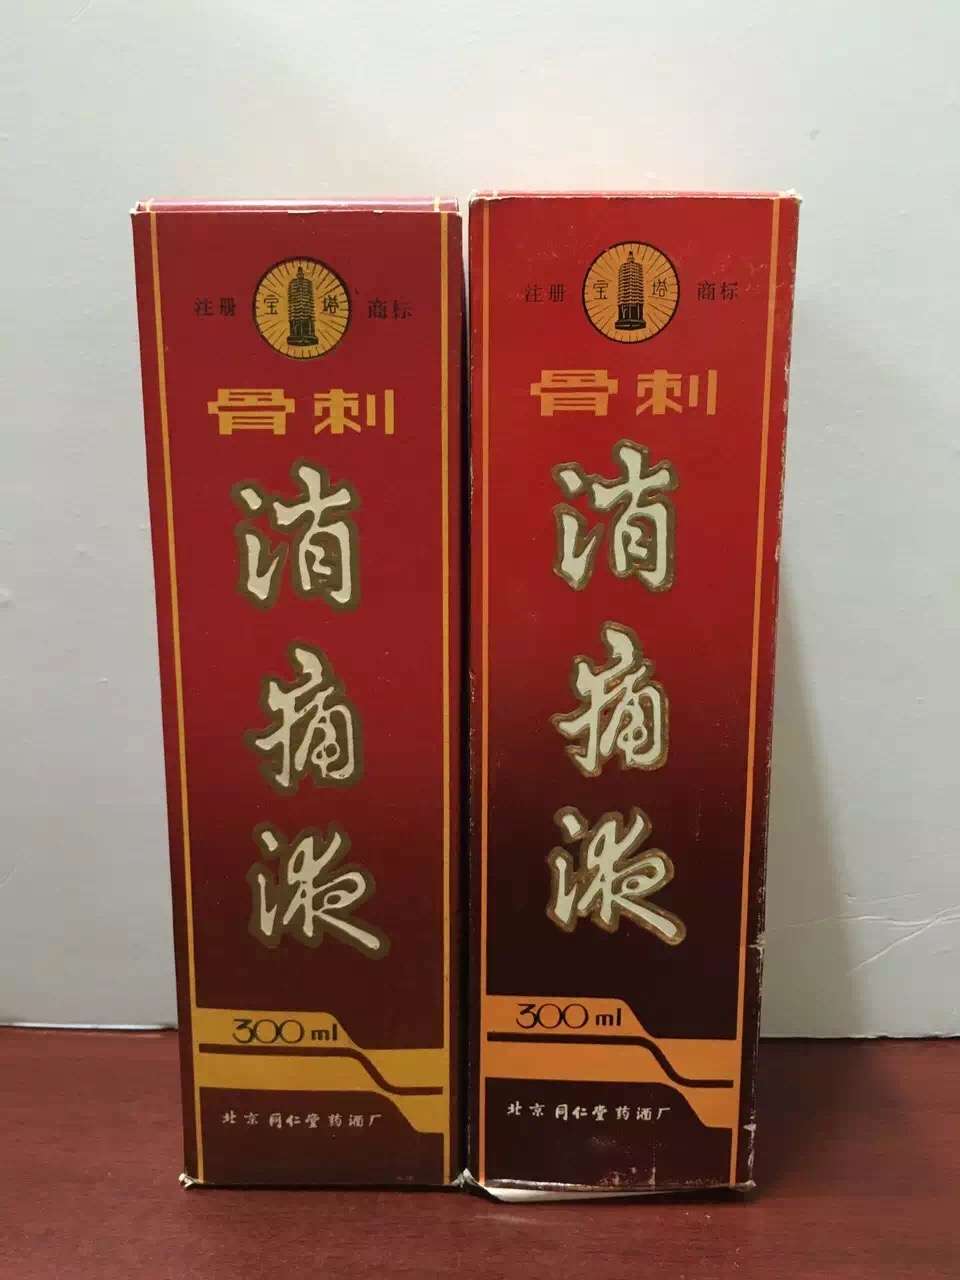 注册 宝塔 商标
骨刺
消
痛
液
300ml
北京同仁堂药酒厂
注册 宝塔 商标
骨刺
消
痛
液
300ml
北京同仁堂药酒厂